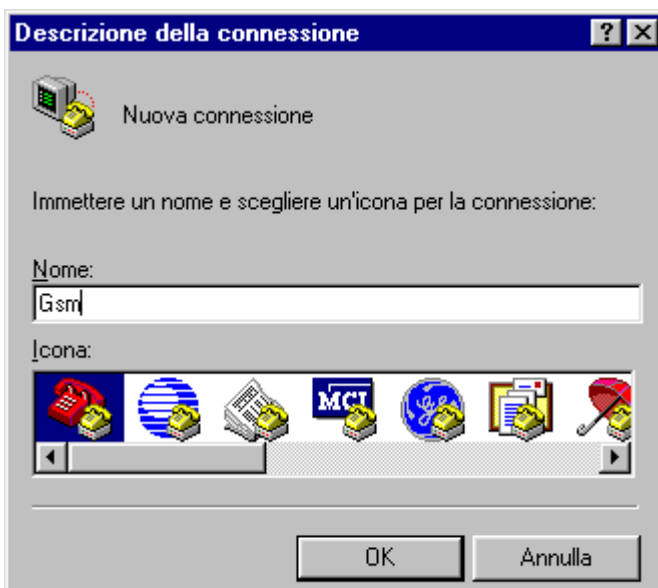 Descrizione della connessione
Nuova connessione
Immettere un nome e scegliere un'icona per la connessione:
Nome:
Gsm
Icona:
MCI
OK
Annulla